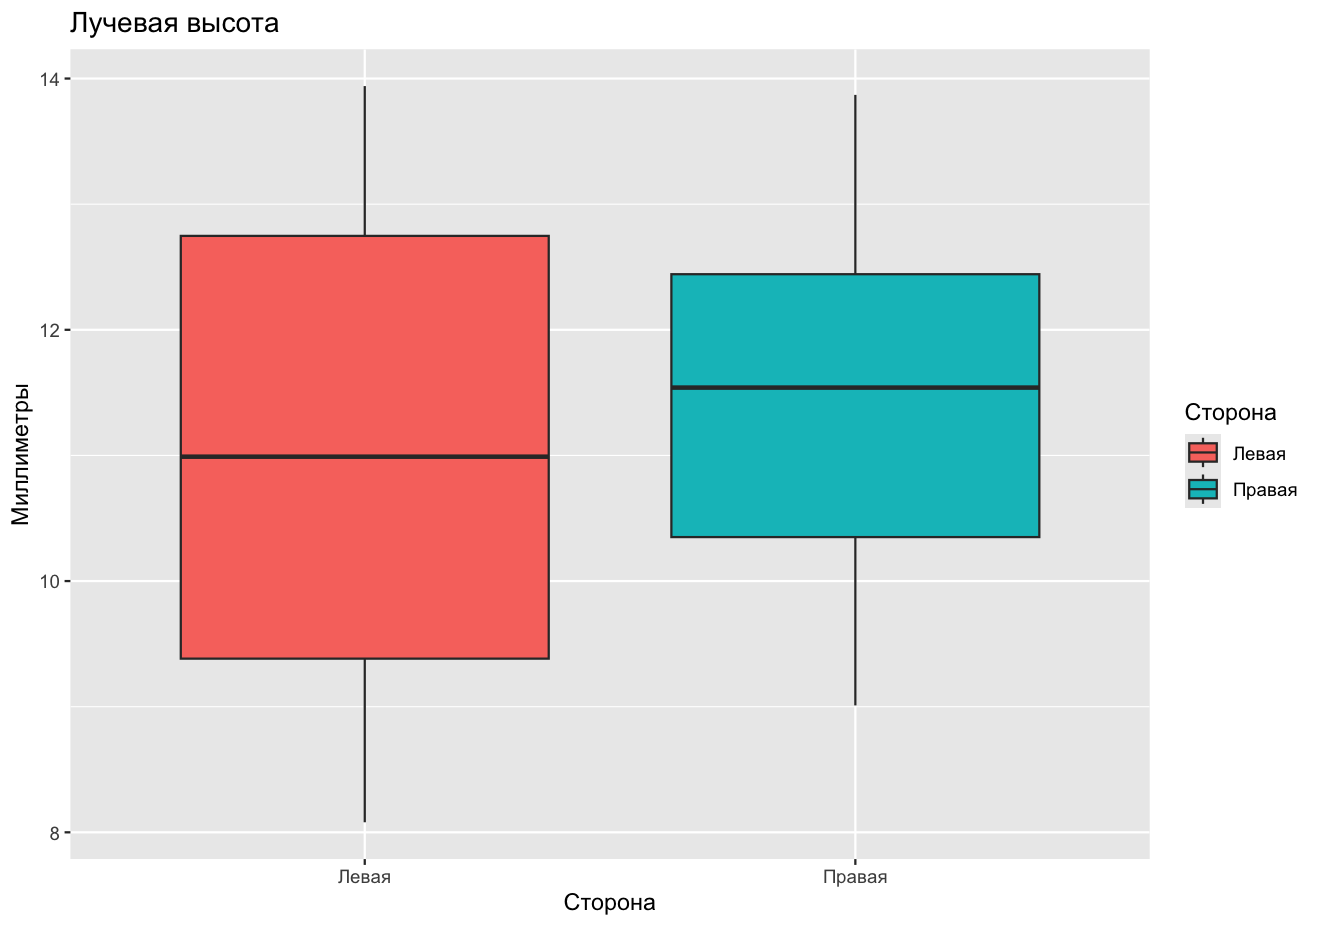 Лучевая высота
Миллиметры
14
12
10
8
Левая
Правая
Сторона
Сторона
Левая
Правая